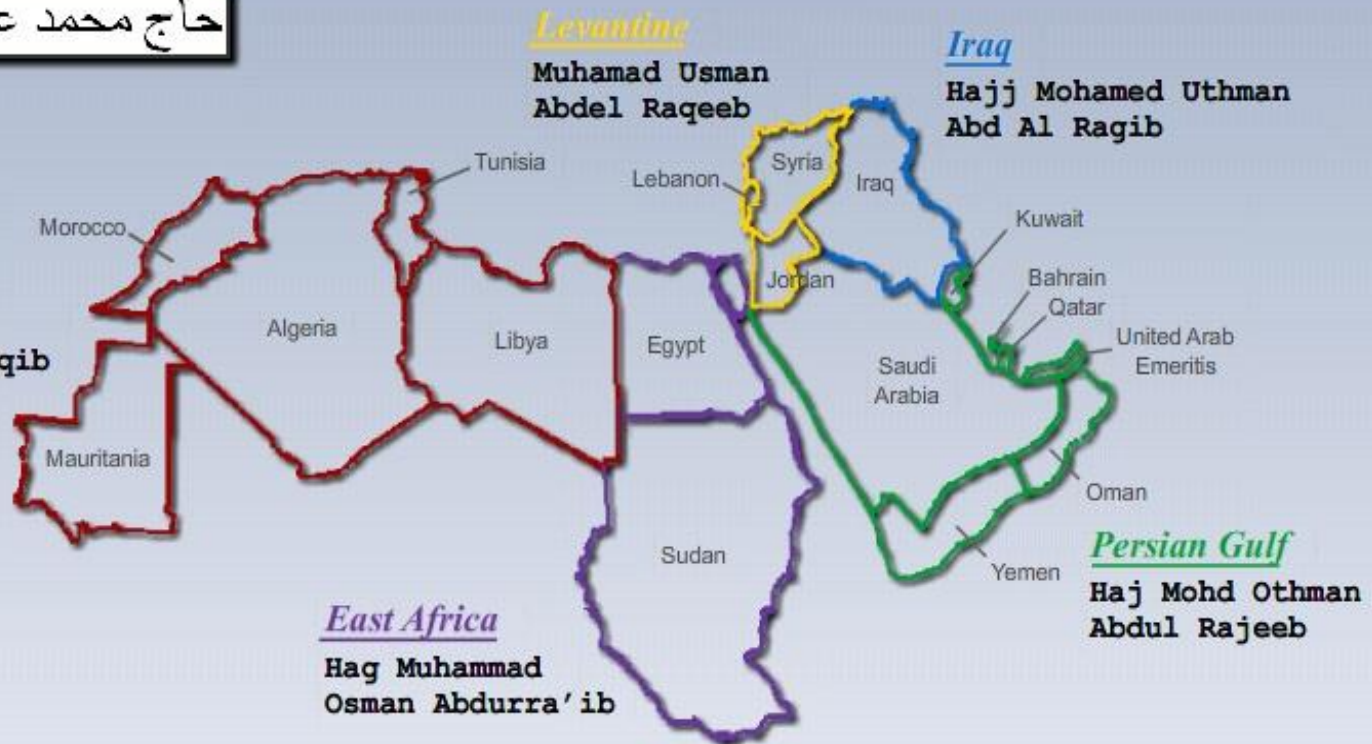 حاج محمد
Levantine
Muhamad Usman
Abdel Raqeeb
Iraq
Hajj Mohamed Uthman
Abd Al Ragib
Tunisia
Lebanon
Syria
Iraq
Morocco
Kuwait
Jordan
Bahrain
Qatar
Algeria
Libya
Egypt
Saudi
Arabia
United Arab
Emeritis
Mauritania
Oman
Sudan
Yemen
Persian Gulf
Haj Mohd Othman
Abdul Rajeeb
East Africa
Hag Muhammad
Osman Abdurra’ib